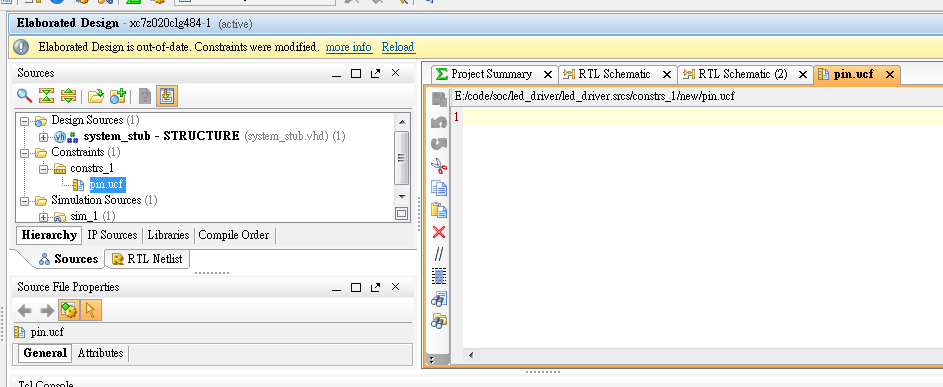 Elaborated Design - xc7z020clg484-1 (active)
Elaborated Design is out-of-date. Constraints were modified. more info Reload
Sources
Design Sources (1)
system_stub - STRUCTURE (system_stub.vhd) (1)
Constraints (1)
constrs_1
pin.ucf
Simulation Sources (1)
sim_1 (1)
Hierarchy IP Sources Libraries Compile Order
Sources RTL Netlist
Source File Properties
pin.ucf
General Attributes
Tcl Console
Project Summary RTL Schematic RTL Schematic (2) pin.ucf
E:/code/soc/led_driver/led_driver.srcs/constrs_1/new/pin.ucf
1